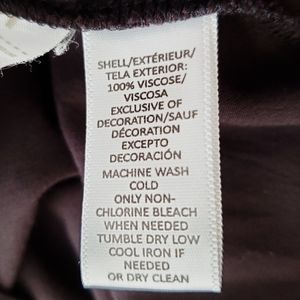 SHELL/EXTÉRIEUR/
TELA EXTERIOR:
100% VISCOSE/
VISCOSA
EXCLUSIVE OF
DECORATION/SAUF
DÉCORATION
EXCEPTO
DECORACIÓN
MACHINE WASH
COLD
ONLY NON-
CHLORINE BLEACH
WHEN NEEDED
TUMBLE DRY LOW
COOL IRON IF
NEEDED
OR DRY CLEAN